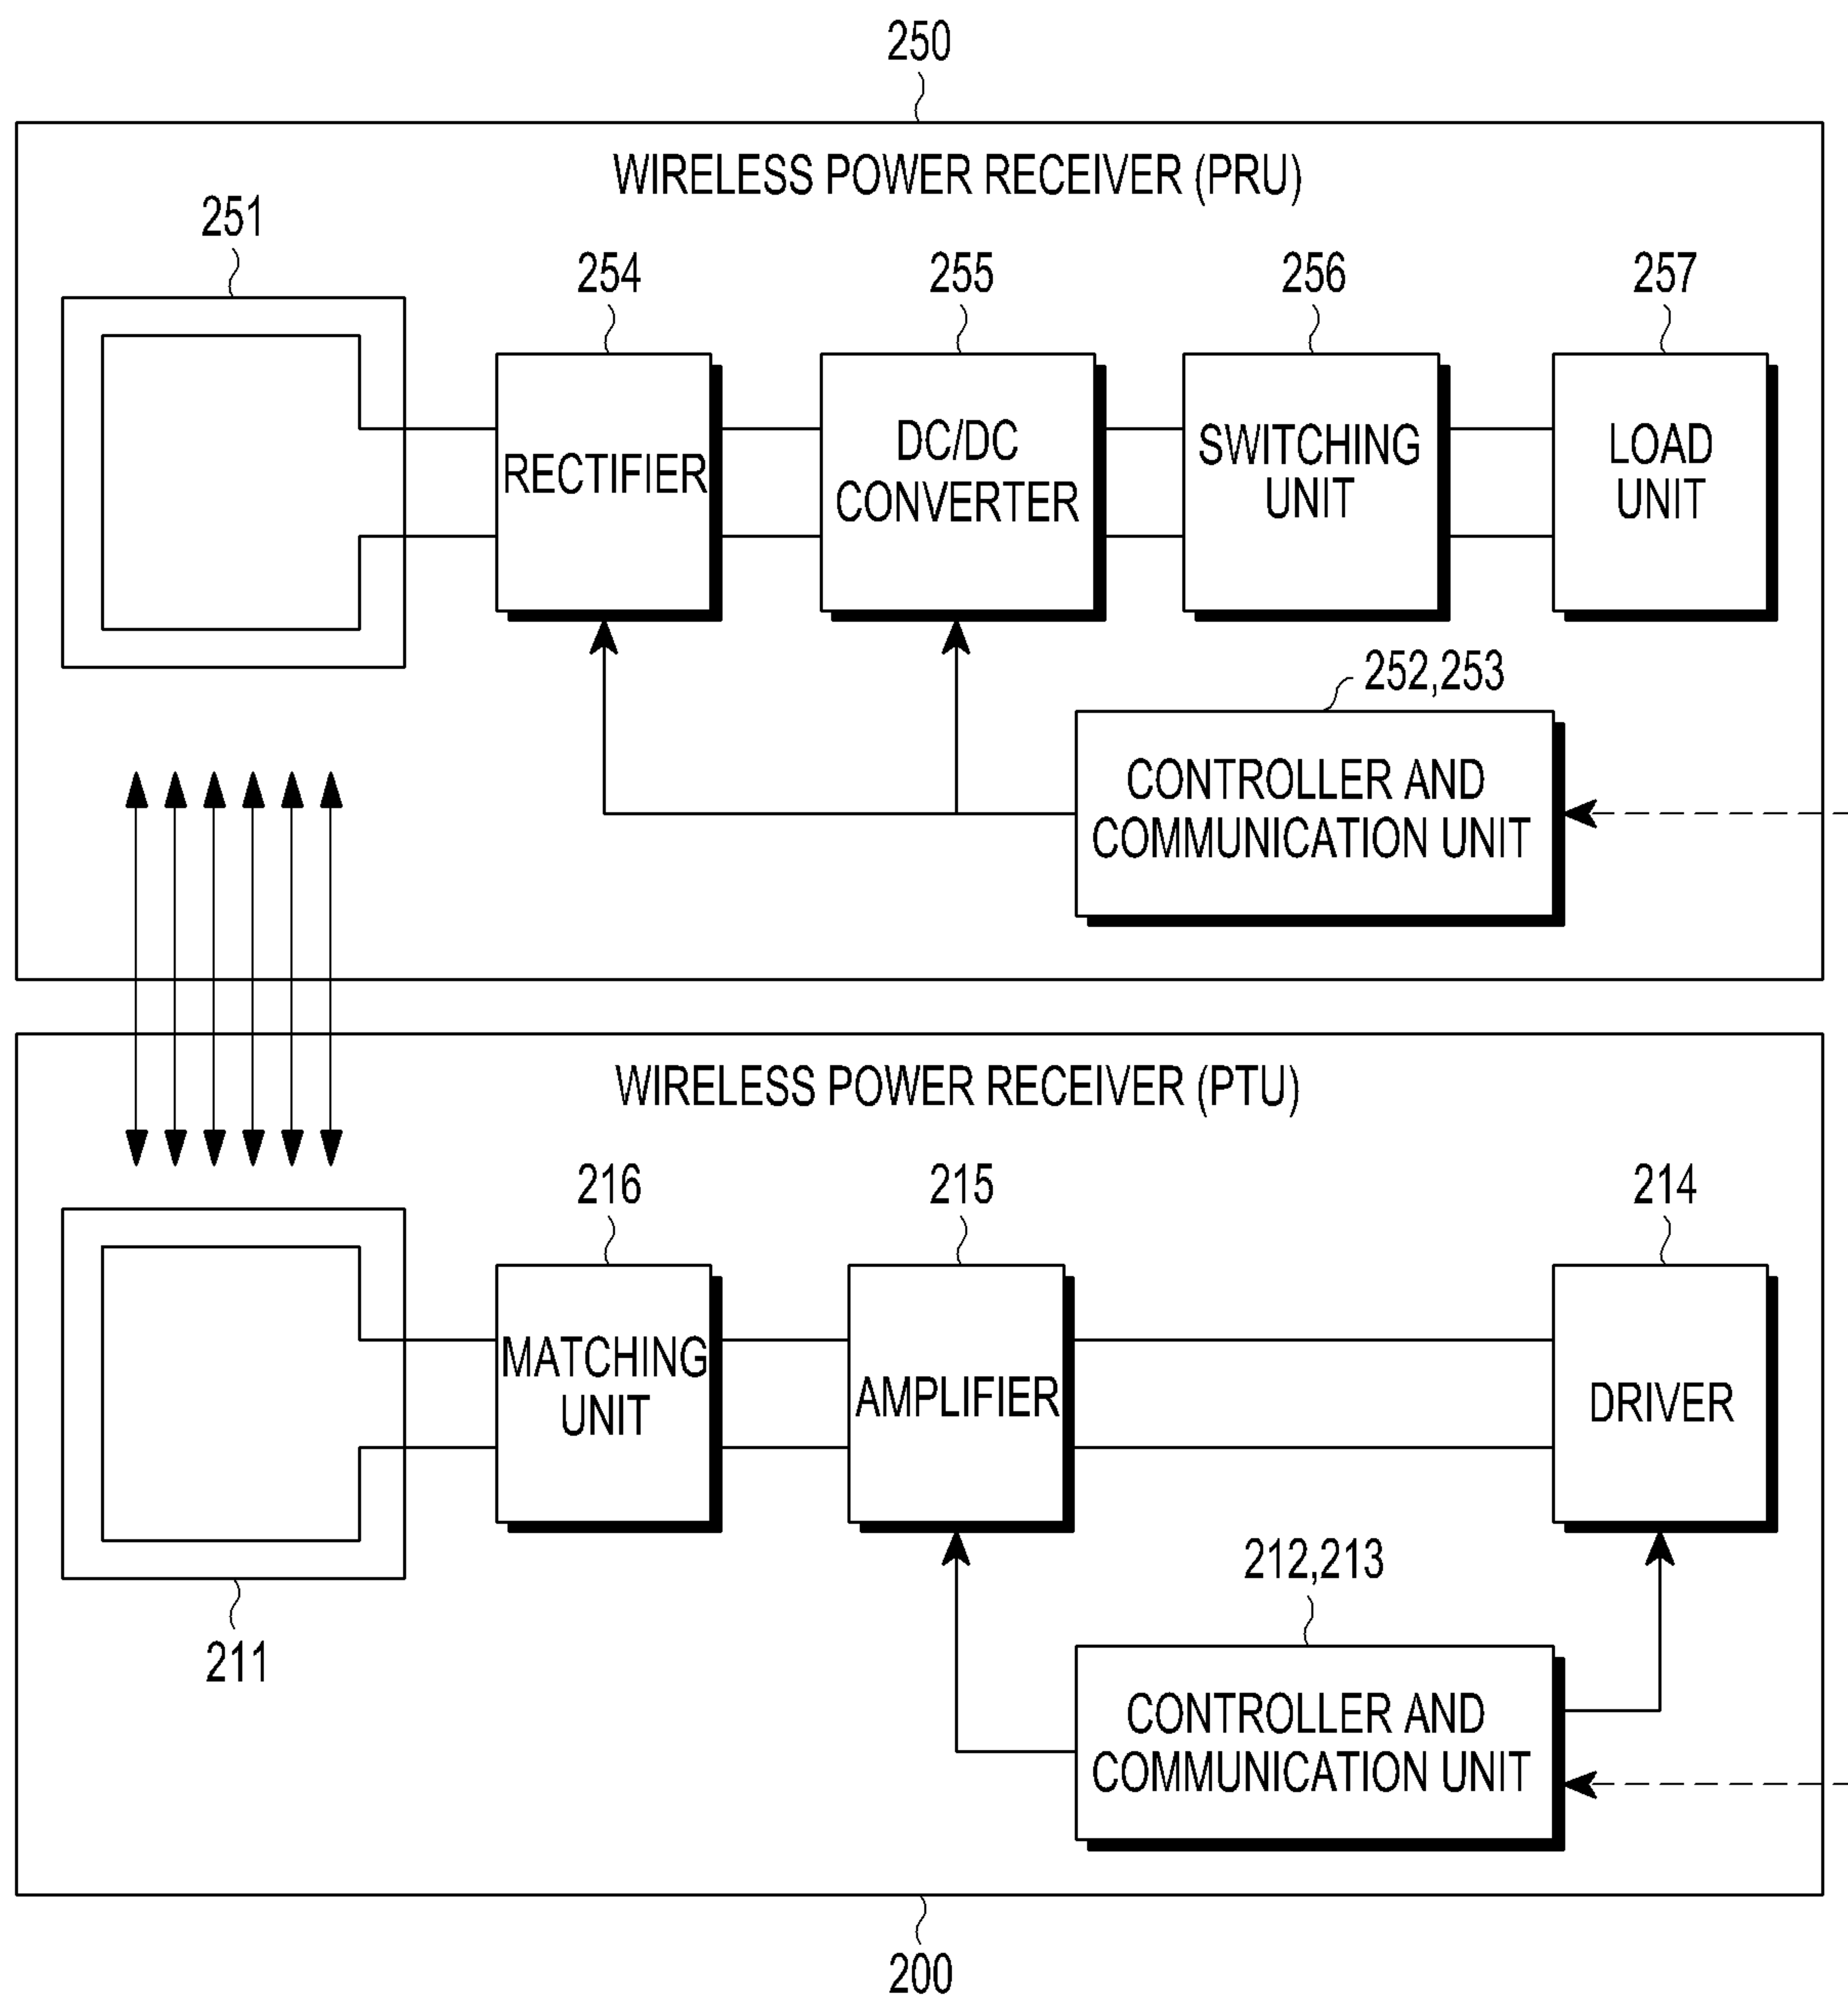 250
WIRELESS POWER RECEIVER (PRU)
251
254
255
256
257
RECTIFIER
DC/DC
CONVERTER
SWITCHING
UNIT
LOAD
UNIT
252,253
CONTROLLER AND
COMMUNICATION UNIT
WIRELESS POWER RECEIVER (PTU)
216
215
214
MATCHING
UNIT
AMPLIFIER
DRIVER
212,213
211
CONTROLLER AND
COMMUNICATION UNIT
200